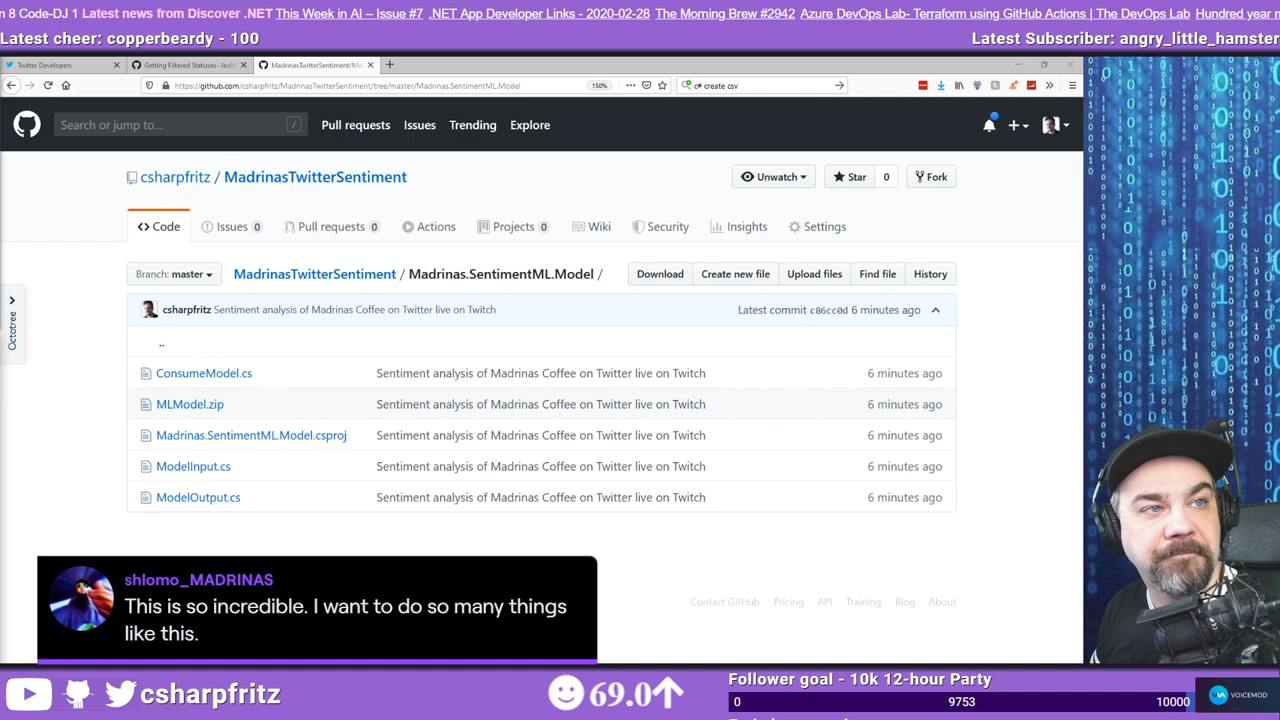 n 8 Code-DJ 1 Latest news from Discover .NET This Week in AI – Issue #7 .NET App Developer Links - 2020-02-28 The Morning Brew #2942 Azure DevOps Lab- Terraform using GitHub Actions | The DevOps Lab Hundred year
Latest cheer: copperbeardy - 100
Latest Subscriber: angry_little_hamster
Twitter Developers
Getting Filtered Statuses · JoshC
MadrinasTwitterSentiment/Ma
https://github.com/csharpfritz/MadrinasTwitterSentiment/tree/master/Madrinas.SentimentML.Model
150%
c# create csv
Search or jump to...
/
Pull requests
Issues
Trending
Explore
csharpfritz / MadrinasTwitterSentiment
Unwatch
Star
0
Fork
Code
Issues 0
Pull requests 0
Actions
Projects 0
Wiki
Security
Insights
Settings
Branch: master
MadrinasTwitterSentiment / Madrinas.SentimentML.Model /
Download
Create new file
Upload files
Find file
History
Octotree
csharpfritz Sentiment analysis of Madrinas Coffee on Twitter live on Twitch
Latest commit c86cc0d 6 minutes ago
..
ConsumeModel.cs Sentiment analysis of Madrinas Coffee on Twitter live on Twitch 6 minutes ago
MLModel.zip Sentiment analysis of Madrinas Coffee on Twitter live on Twitch 6 minutes ago
Madrinas.SentimentML.Model.csproj Sentiment analysis of Madrinas Coffee on Twitter live on Twitch 6 minutes ago
ModelInput.cs Sentiment analysis of Madrinas Coffee on Twitter live on Twitch 6 minutes ago
ModelOutput.cs Sentiment analysis of Madrinas Coffee on Twitter live on Twitch 6 minutes ago
shlomo_MADRINAS
This is so incredible. I want to do so many things
like this.
Contact GitHub
Pricing
API
Training
Blog
About
csharpfritz
69.0
Follower goal - 10k 12-hour Party
0
9753
10000
VOICEMOD